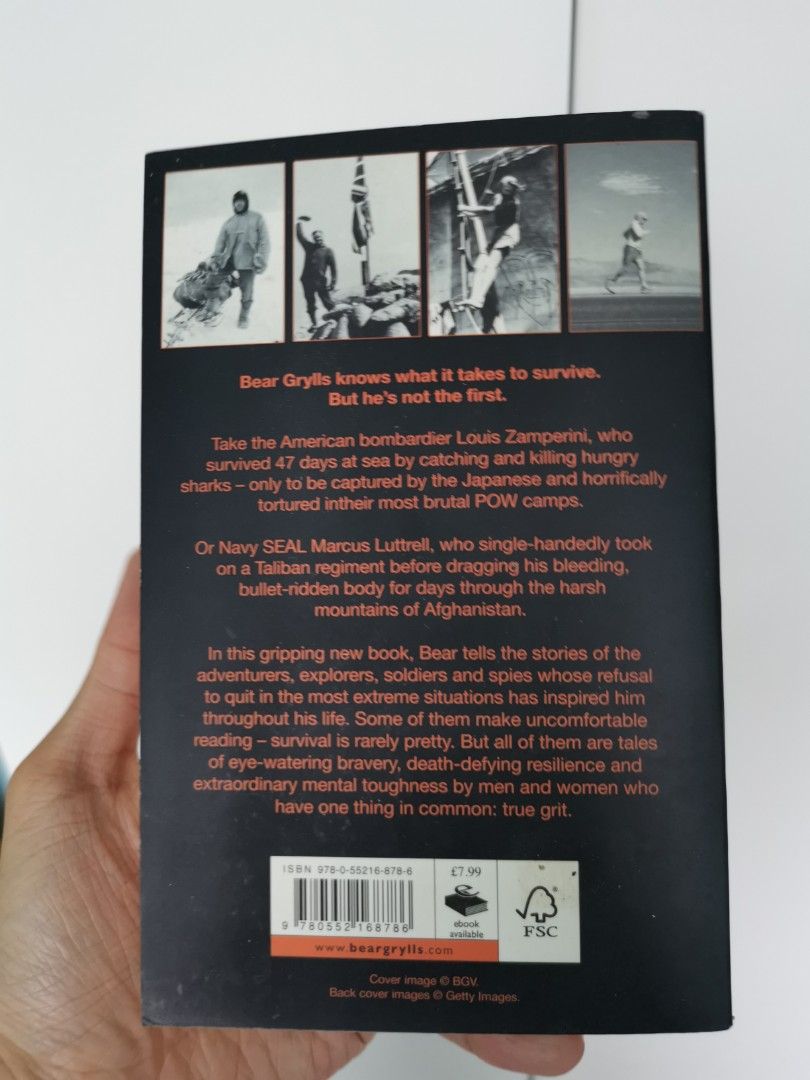 Bear Grylls knows what it takes to survive.
But he's not the first.
Take the American bombardier Louis Zamperini, who
survived 47 days at sea by catching and killing hungry
sharks – only to be captured by the Japanese and horrifically
tortured intheir most brutal POW camps.
Or Navy SEAL Marcus Luttrell, who single-handedly took
on a Taliban regiment before dragging his bleeding,
bullet-ridden body for days through the harsh
mountains of Afghanistan.
In this gripping new book, Bear tells the stories of the
adventurers, explorers, soldiers and spies whose refusal
to quit in the most extreme situations has inspired him
throughout his life. Some of them make uncomfortable
reading – survival is rarely pretty. But all of them are tales
of eye-watering bravery, death-defying resilience and
extraordinary mental toughness by men and women who
have one thing in common: true grit.
ISBN 978-0-55216-878-6
9 780552 168786
£7.99
e
ebook
available
FSC®
www.beargrylls.com
Cover image © BGV.
Back cover images © Getty Images.